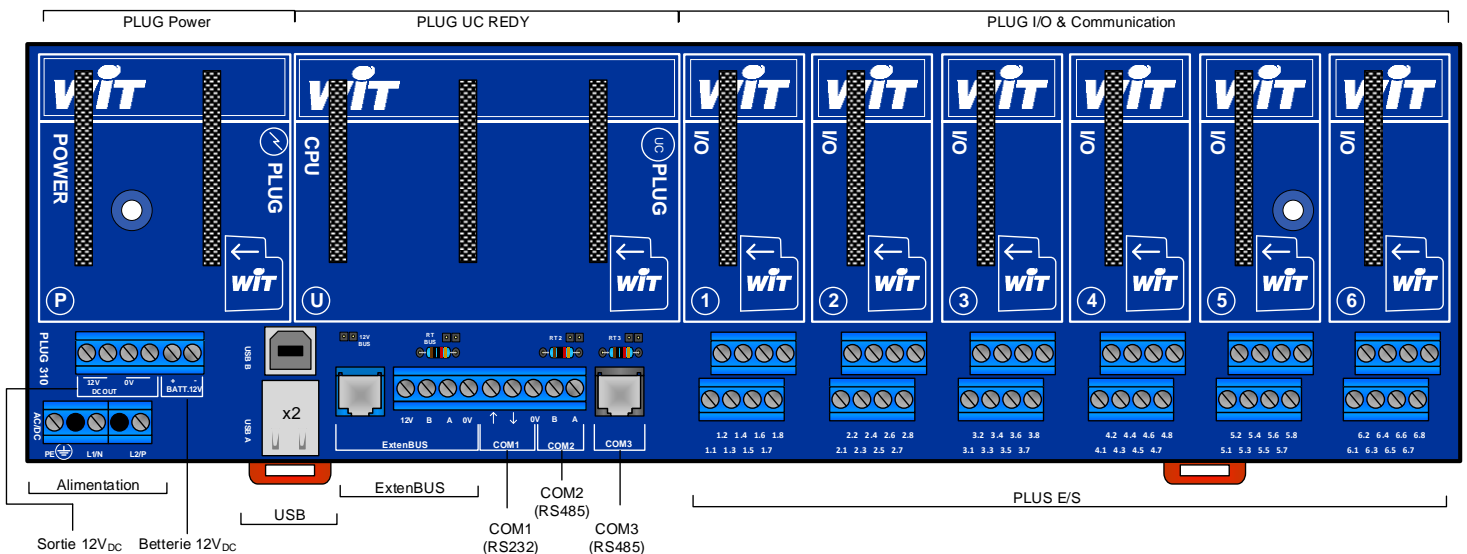 PLUG Power
PLUG UC REDY
PLUG I/O & Communication
WiT
WiT
WiT
WiT
WiT
WiT
WiT
WiT
POWER
PLUG
CPU
UC
PLUG
I/O
I/O
I/O
I/O
I/O
I/O
WiT
WiT
WiT
WiT
WiT
WiT
WiT
WiT
P
U
1
2
3
4
5
6
PLUG 310
12V 0V
DC OUT
+ -
BATT.12V
AC/DC
PE L1/N L2/P
USB B
USB A
x2
12V
BUS
RT
BUS
RT 2
RT 3
12V B A 0V ↑ ↓ 0V B A
ExtenBUS
COM1
COM2
COM3
1.2 1.4 1.6 1.8
1.1 1.3 1.5 1.7
2.2 2.4 2.6 2.8
2.1 2.3 2.5 2.7
3.2 3.4 3.6 3.8
3.1 3.3 3.5 3.7
4.2 4.4 4.6 4.8
4.1 4.3 4.5 4.7
5.2 5.4 5.6 5.8
5.1 5.3 5.5 5.7
6.2 6.4 6.6 6.8
6.1 6.3 6.5 6.7
Alimentation
USB
ExtenBUS
COM1
(RS232)
COM2
(RS485)
COM3
(RS485)
PLUS E/S
Sortie 12VDC
Betterie 12VDC